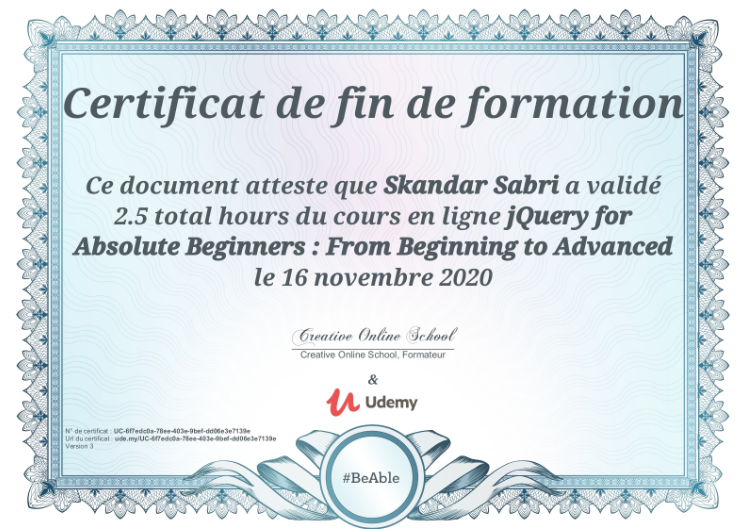 Certificat de fin de formation
Ce document atteste que Skandar Sabri a validé
2.5 total hours du cours en ligne jQuery for
Absolute Beginners : From Beginning to Advanced
le 16 novembre 2020
Creative Online School
Creative Online School, Formateur
&
Udemy
N° de certificat : UC-6f7edc0a-78ee-403e-9bef-dd06e3e7139e
Url du certificat : ude.my/UC-6f7edc0a-78ee-403e-9bef-dd06e3e7139e
Version 3
#BeAble